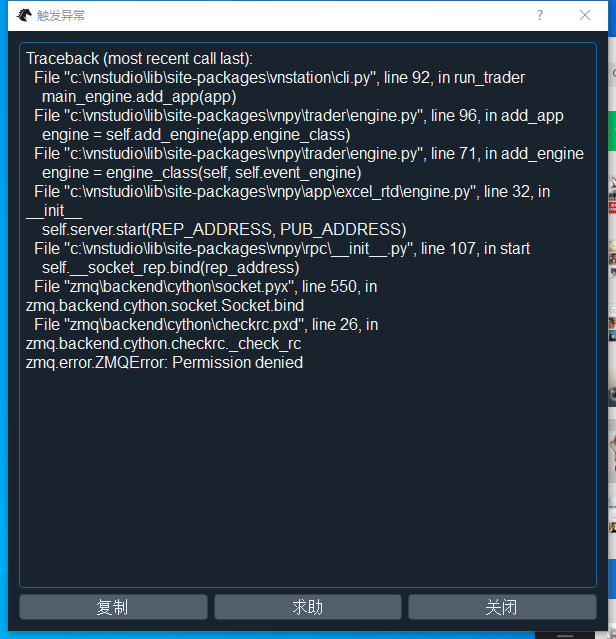 触发异常
Traceback (most recent call last):
File "c:\vnstudio\lib\site-packages\vnstation\cli.py", line 92, in run_trader
main_engine.add_app(app)
File "c:\vnstudio\lib\site-packages\vnpy\trader\engine.py", line 96, in add_app
engine = self.add_engine(app.engine_class)
File "c:\vnstudio\lib\site-packages\vnpy\trader\engine.py", line 71, in add_engine
engine = engine_class(self, self.event_engine)
File "c:\vnstudio\lib\site-packages\vnpy\app\excel_rtd\engine.py", line 32, in
__init__
self.server.start(REP_ADDRESS, PUB_ADDRESS)
File "c:\vnstudio\lib\site-packages\vnpy\rpc\__init__.py", line 107, in start
self.__socket_rep.bind(rep_address)
File "zmq\backend\cython\socket.pyx", line 550, in
zmq.backend.cython.socket.Socket.bind
File "zmq\backend\cython\checkrc.pxd", line 26, in
zmq.backend.cython.checkrc._check_rc
zmq.error.ZMQError: Permission denied
复制 求助 关闭